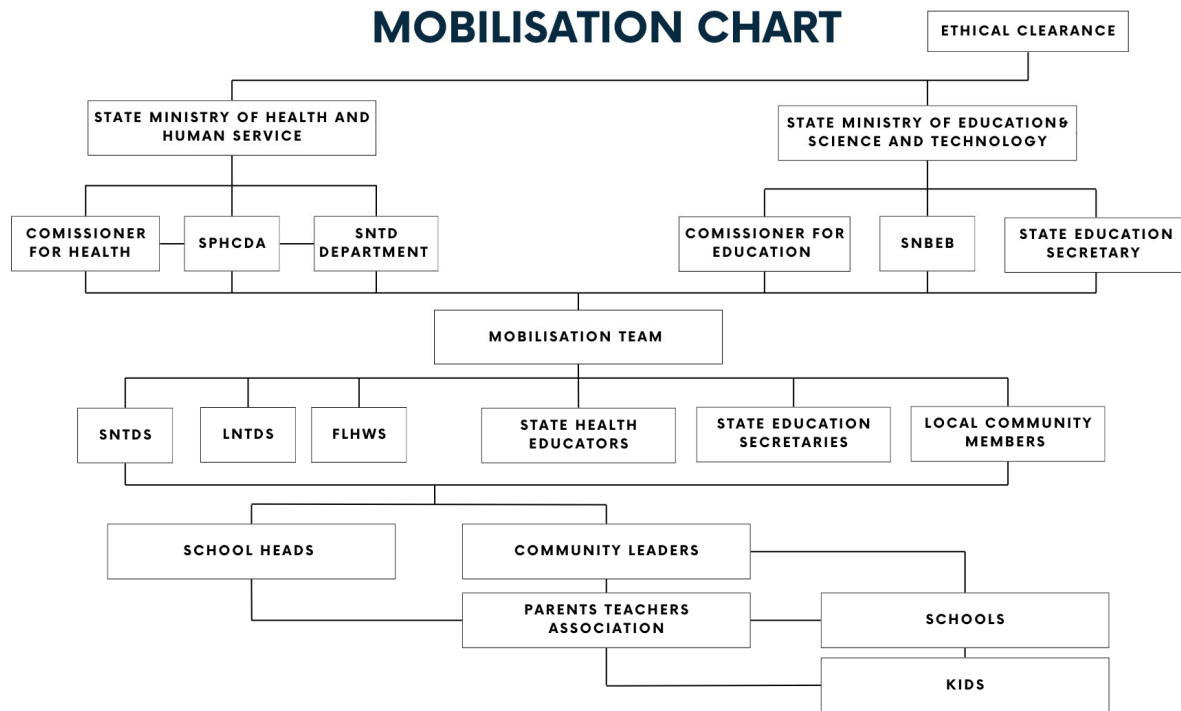 MOBILISATION CHART
ETHICAL CLEARANCE
STATE MINISTRY OF HEALTH AND
HUMAN SERVICE
STATE MINISTRY OF EDUCATION&
SCIENCE AND TECHNOLOGY
COMISSIONER
FOR HEALTH
SPHCDA
SNTD
DEPARTMENT
COMISSIONER FOR
EDUCATION
SNBEB
STATE EDUCATION
SECRETARY
MOBILISATION TEAM
SNTDS
LNTDS
FLHWS
STATE HEALTH
EDUCATORS
STATE EDUCATION
SECRETARIES
LOCAL COMMUNITY
MEMBERS
SCHOOL HEADS
COMMUNITY LEADERS
PARENTS TEACHERS
ASSOCIATION
SCHOOLS
KIDS